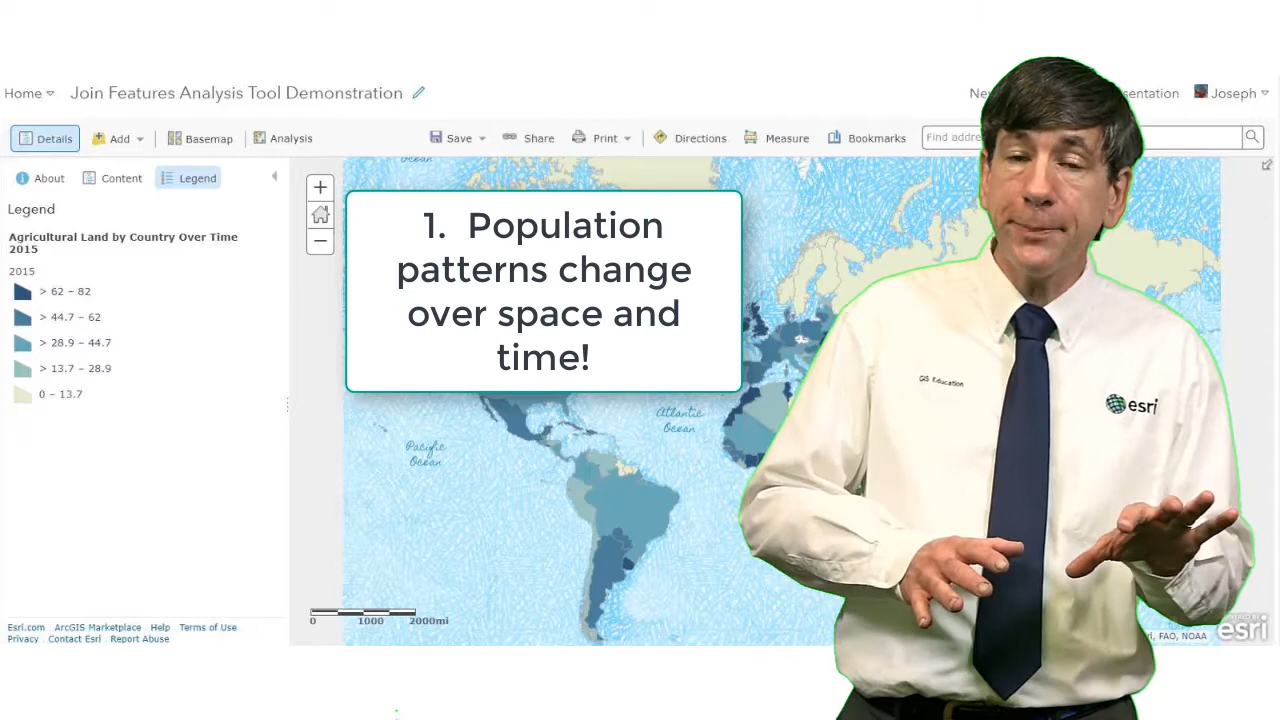 Home
Join Features Analysis Tool Demonstration
Joseph
Details
Add
Basemap
Analysis
Save
Share
Print
Directions
Measure
Bookmarks
Find addre
About
Content
Legend
Legend
Agricultural Land by Country Over Time
2015
2015
> 62 – 82
> 44.7 – 62
> 28.9 – 44.7
> 13.7 – 28.9
0 – 13.7
+
−
Ocean
1. Population
patterns change
over space and
time!
Atlantic
Ocean
Pacific
Ocean
GIS Education
esri
0 1000 2000mi
Esri.com . ArcGIS Marketplace . Help . Terms of Use .
Privacy . Contact Esri . Report Abuse
FAO, NOAA
esri